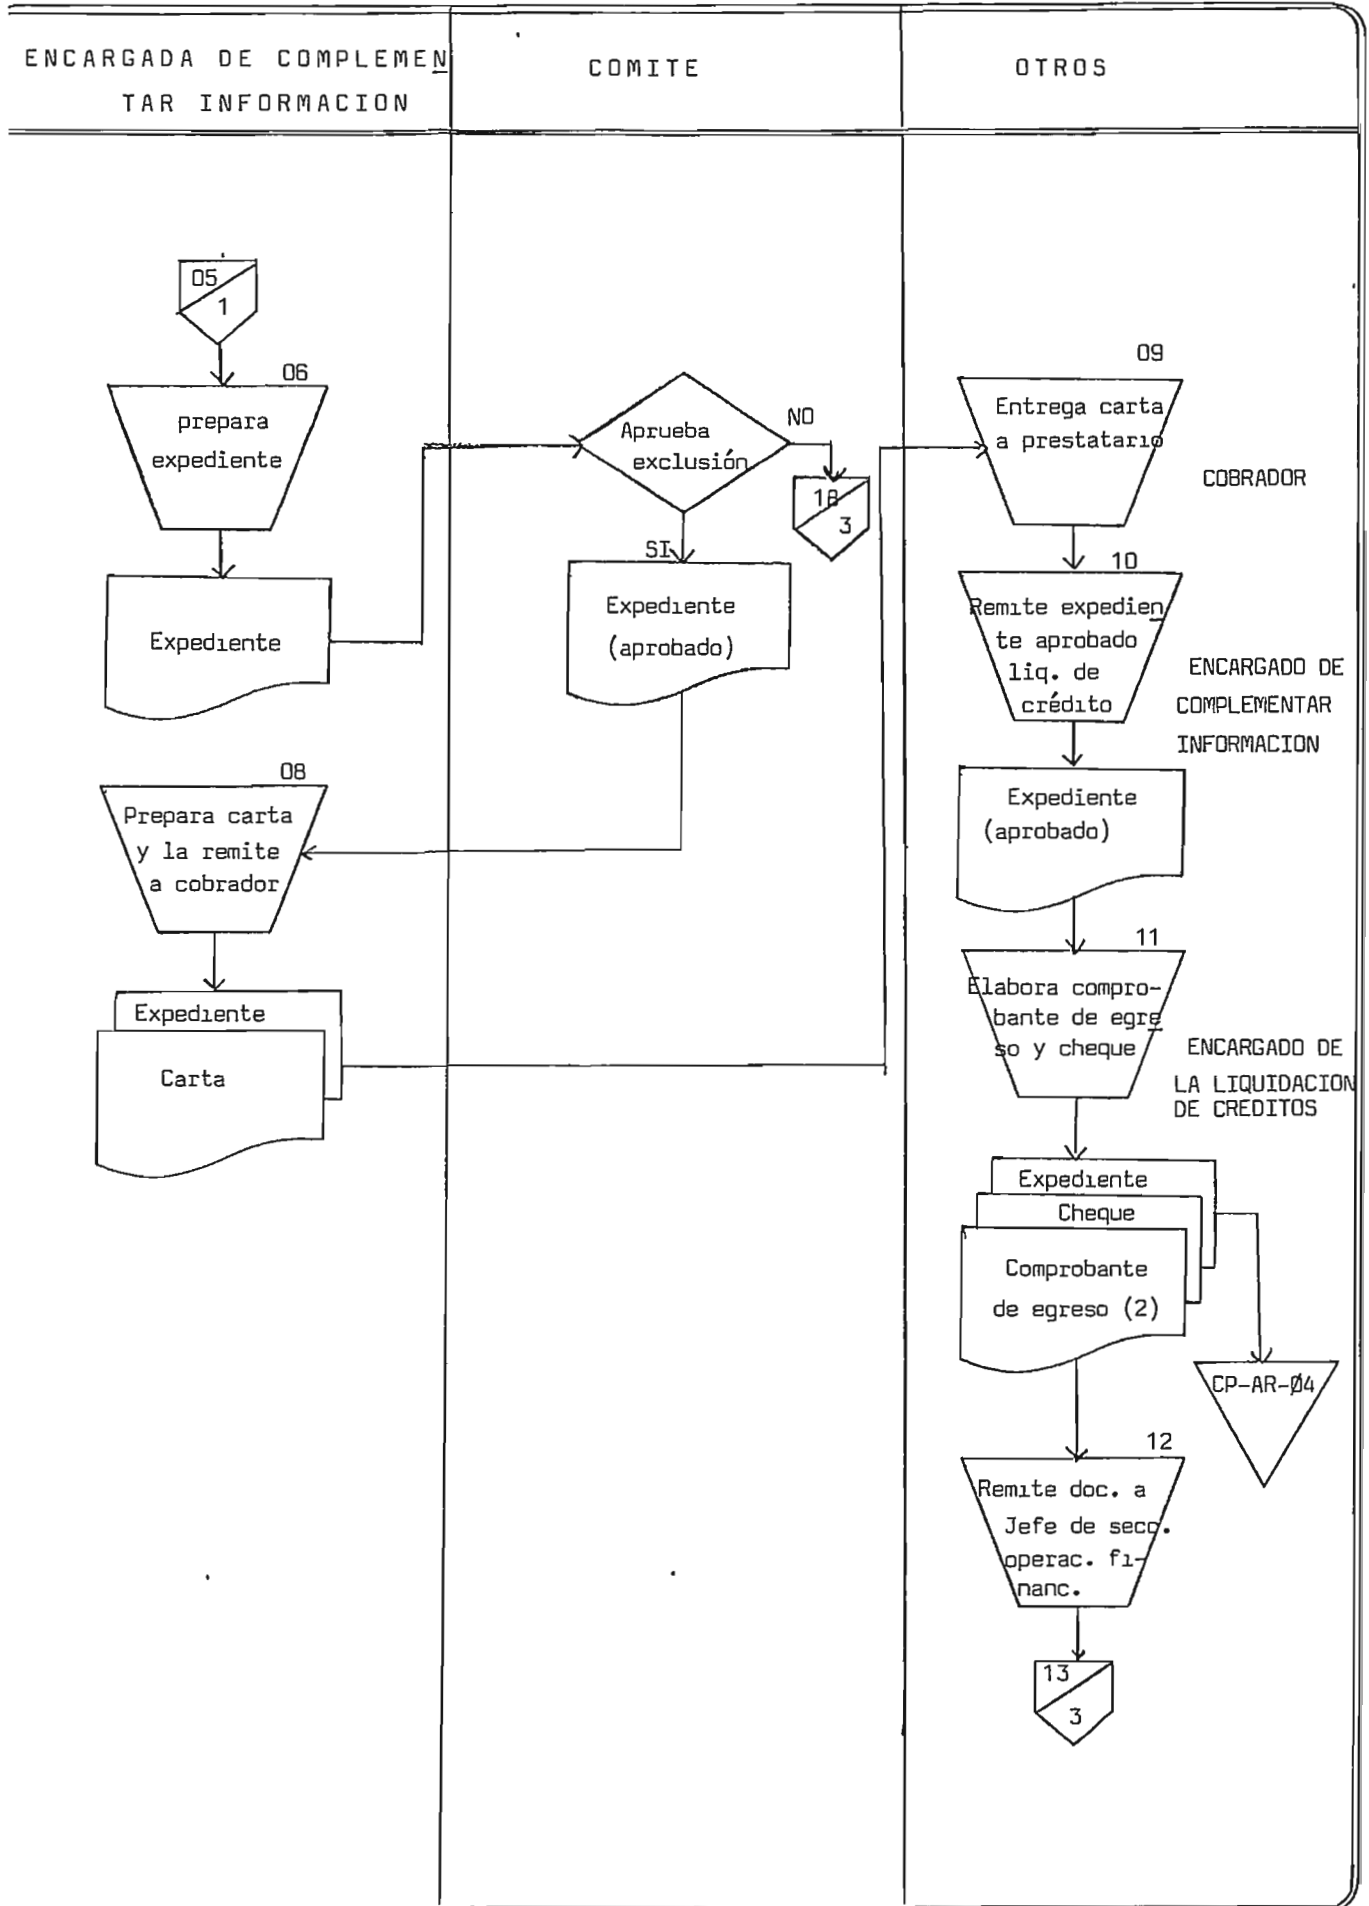 ENCARGADA DE COMPLEMEN
TAR INFORMACION
COMITE
OTROS
05
1
06
prepara
expediente
Expediente
08
Prepara carta
y la remite
a cobrador
Expediente
Carta
Aprueba
exclusión
NO
18
3
SI
Expediente
(aprobado)
09
Entrega carta
a prestatario
COBRADOR
10
Remite expedien
te aprobado
liq. de
crédito
ENCARGADO DE
COMPLEMENTAR
INFORMACION
Expediente
(aprobado)
11
Elabora compro-
bante de egre
so y cheque
ENCARGADO DE
LA LIQUIDACION
DE CREDITOS
Expediente
Cheque
Comprobante
de egreso (2)
CP-AR-Ø4
12
Remite doc. a
Jefe de secc.
operac. fi-
nanc.
13
3